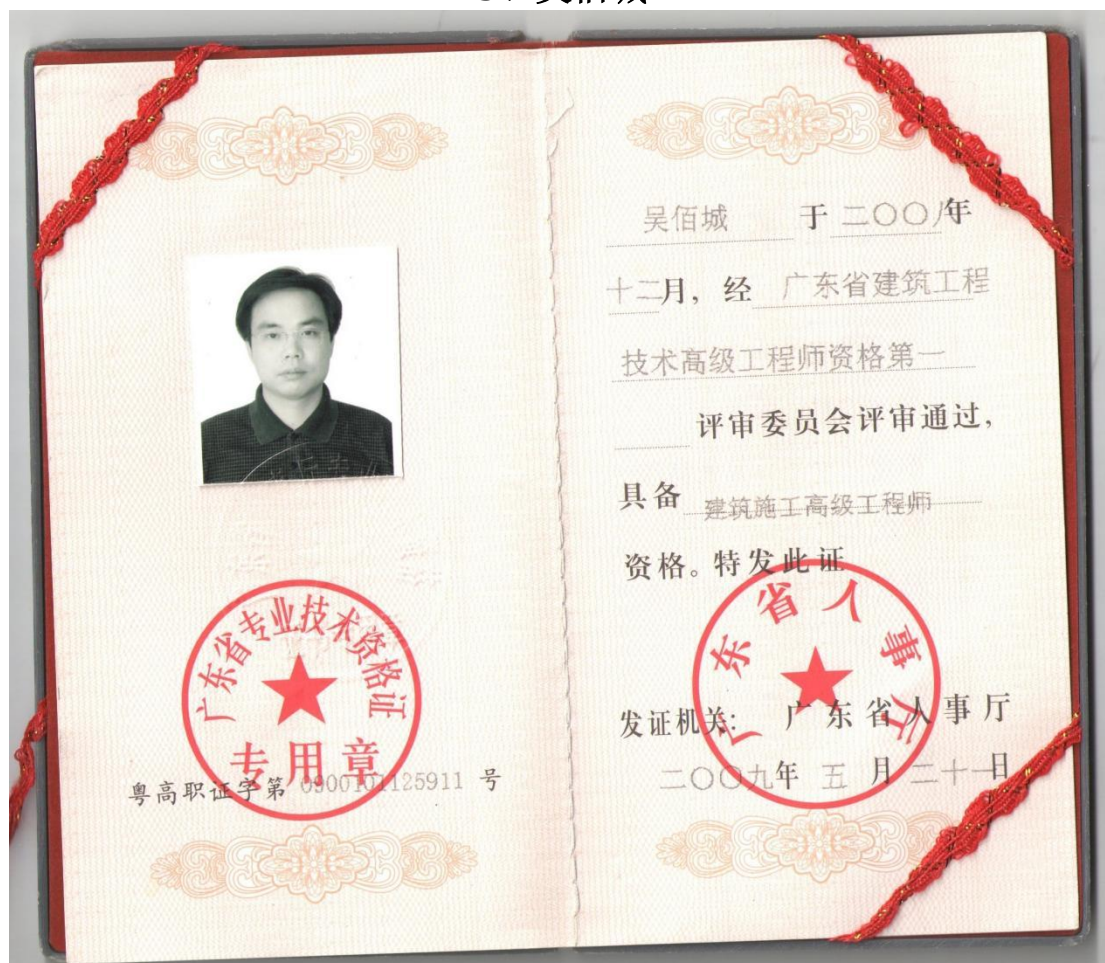 吴佰城
广东省专业技术资格证
专用章
粤高职证字第 0900101125911 号
吴佰城 于 二〇〇 年
十二月，经 广东省建筑工程
技术高级工程师资格第一
评审委员会评审通过，
具备 建筑施工高级工程师
资格。特发此证
广东省人事厅
发证机关： 广东省人事厅
二〇〇九年 五 月 二十一日